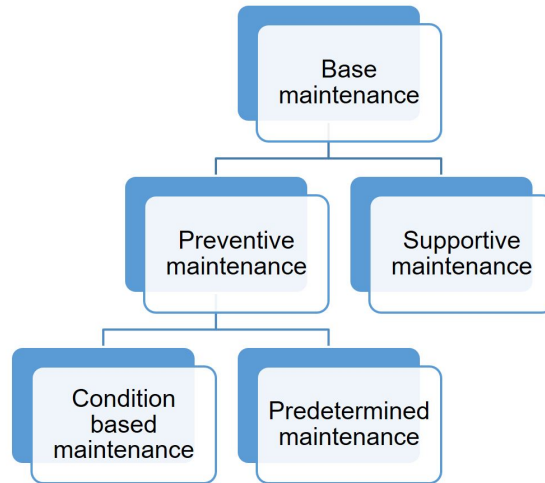 Base
maintenance
Preventive
maintenance
Supportive
maintenance
Condition
based
maintenance
Predetermined
maintenance